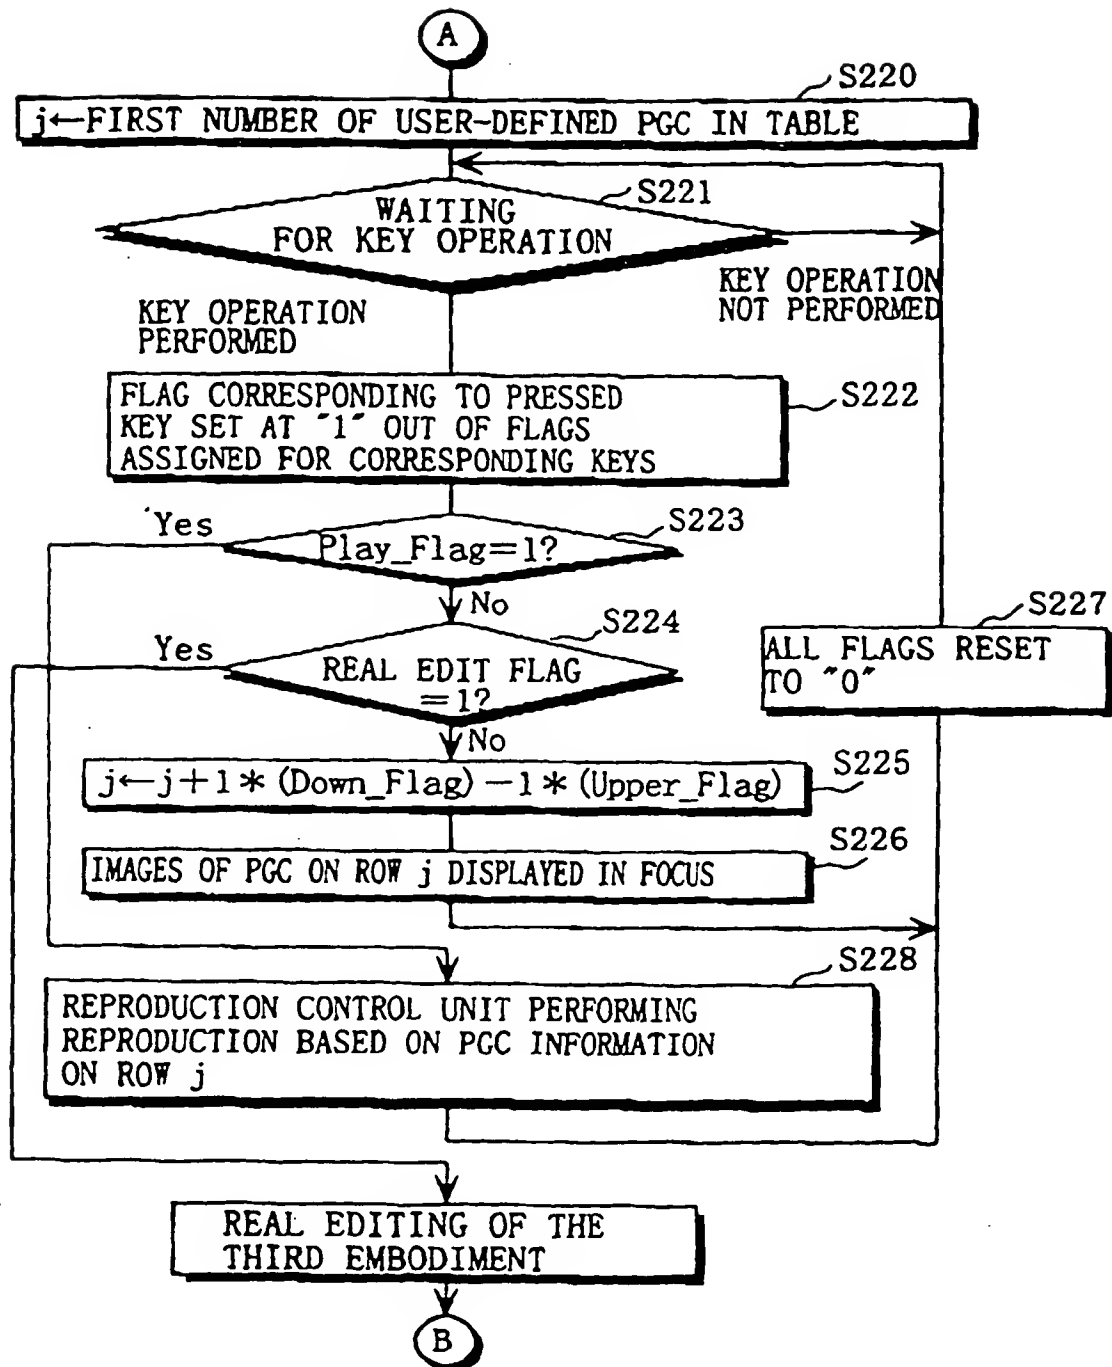 A
S220
j←FIRST NUMBER OF USER-DEFINED PGC IN TABLE
S221
WAITING
FOR KEY OPERATION
KEY OPERATION
NOT PERFORMED
KEY OPERATION
PERFORMED
FLAG CORRESPONDING TO PRESSED
KEY SET AT "1" OUT OF FLAGS
ASSIGNED FOR CORRESPONDING KEYS
S222
Yes
S223
Play_Flag=1?
No
S224
Yes
REAL EDIT FLAG
=1?
S227
ALL FLAGS RESET
TO "0"
No
j←j+1*(Down_Flag)-1*(Upper_Flag)
S225
S226
IMAGES OF PGC ON ROW j DISPLAYED IN FOCUS
S228
REPRODUCTION CONTROL UNIT PERFORMING
REPRODUCTION BASED ON PGC INFORMATION
ON ROW j
REAL EDITING OF THE
THIRD EMBODIMENT
B